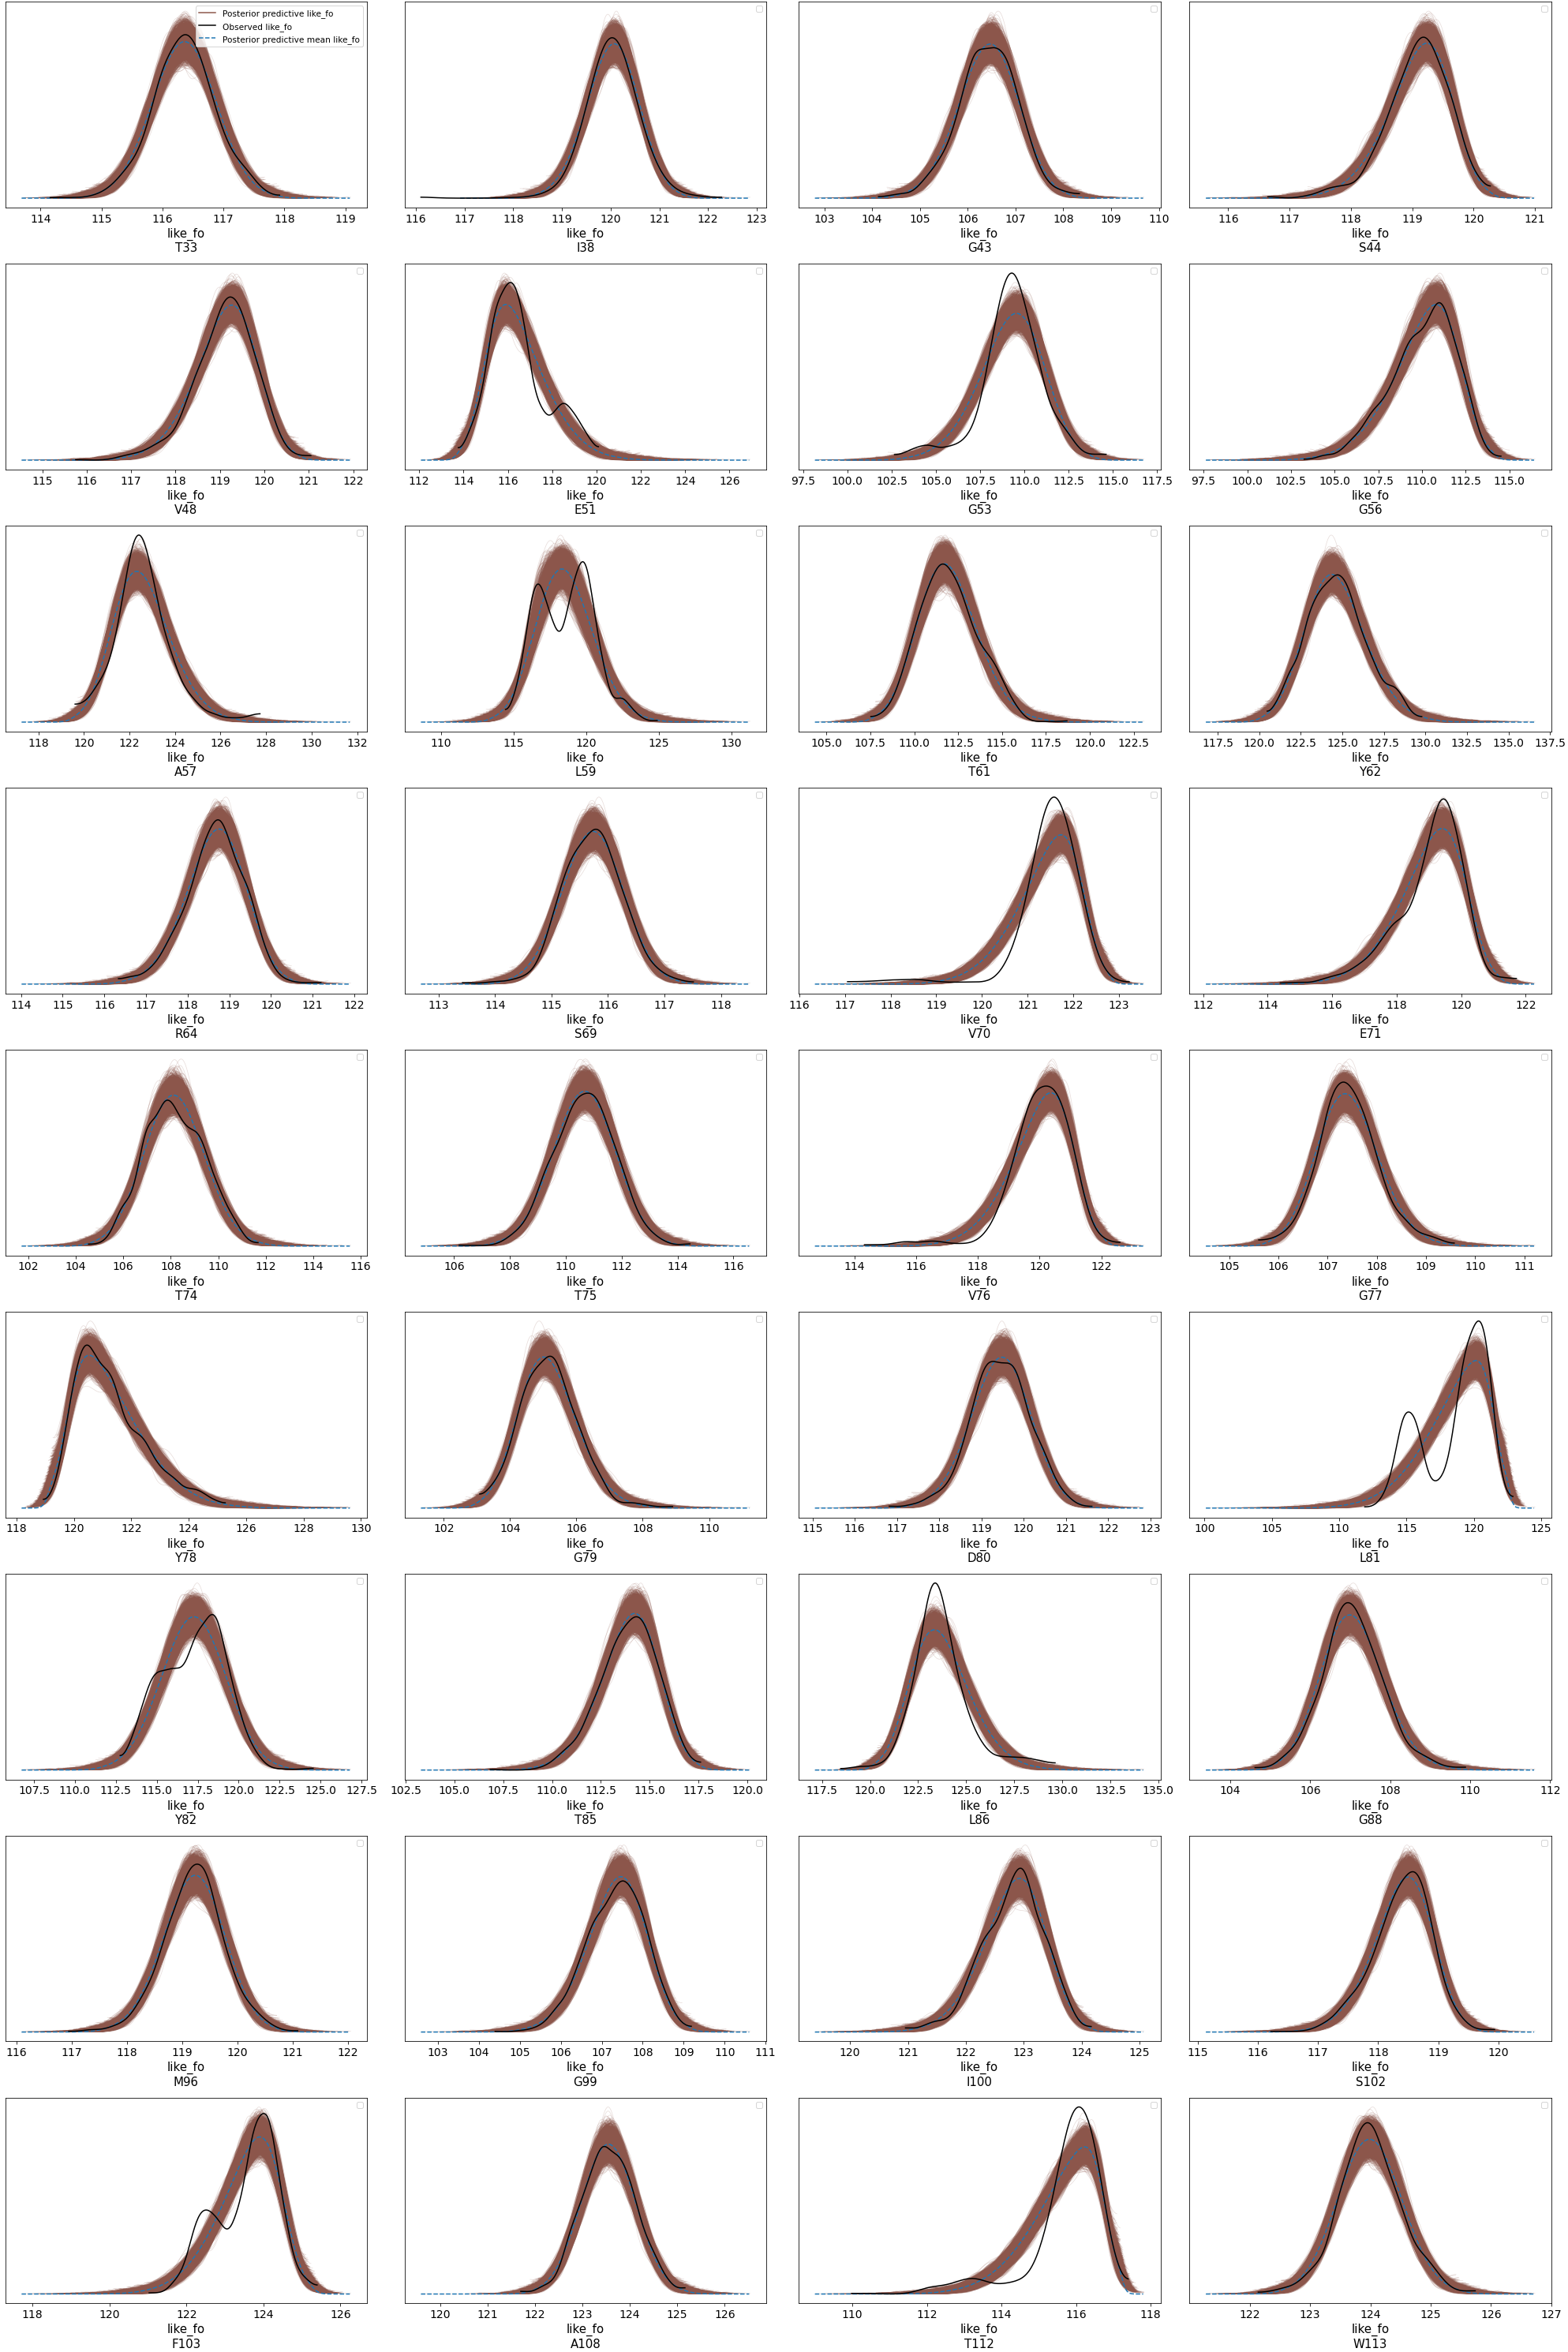 Posterior predictive like_fo
Observed like_fo
Posterior predictive mean like_fo
114 115 116 117 118 119
like_fo
T33
116 117 118 119 120 121 122 123
like_fo
I38
103 104 105 106 107 108 109 110
like_fo
G43
116 117 118 119 120 121
like_fo
S44
115 116 117 118 119 120 121 122
like_fo
V48
112 114 116 118 120 122 124 126
like_fo
E51
97.5 100.0 102.5 105.0 107.5 110.0 112.5 115.0 117.5
like_fo
G53
97.5 100.0 102.5 105.0 107.5 110.0 112.5 115.0
like_fo
G56
118 120 122 124 126 128 130 132
like_fo
A57
110 115 120 125 130
like_fo
L59
105.0 107.5 110.0 112.5 115.0 117.5 120.0 122.5
like_fo
T61
117.5 120.0 122.5 125.0 127.5 130.0 132.5 135.0 137.5
like_fo
Y62
114 115 116 117 118 119 120 121 122
like_fo
R64
113 114 115 116 117 118
like_fo
S69
116 117 118 119 120 121 122 123
like_fo
V70
112 114 116 118 120 122
like_fo
E71
102 104 106 108 110 112 114 116
like_fo
T74
106 108 110 112 114 116
like_fo
T75
114 116 118 120 122
like_fo
V76
105 106 107 108 109 110 111
like_fo
G77
118 120 122 124 126 128 130
like_fo
Y78
102 104 106 108 110
like_fo
G79
115 116 117 118 119 120 121 122 123
like_fo
D80
100 105 110 115 120 125
like_fo
L81
107.5 110.0 112.5 115.0 117.5 120.0 122.5 125.0 127.5
like_fo
Y82
102.5 105.0 107.5 110.0 112.5 115.0 117.5 120.0
like_fo
T85
117.5 120.0 122.5 125.0 127.5 130.0 132.5 135.0
like_fo
L86
104 106 108 110 112
like_fo
G88
116 117 118 119 120 121 122
like_fo
M96
103 104 105 106 107 108 109 110 111
like_fo
G99
120 121 122 123 124 125
like_fo
I100
115 116 117 118 119 120
like_fo
S102
118 120 122 124 126
like_fo
F103
120 121 122 123 124 125 126
like_fo
A108
110 112 114 116 118
like_fo
T112
122 123 124 125 126 127
like_fo
W113